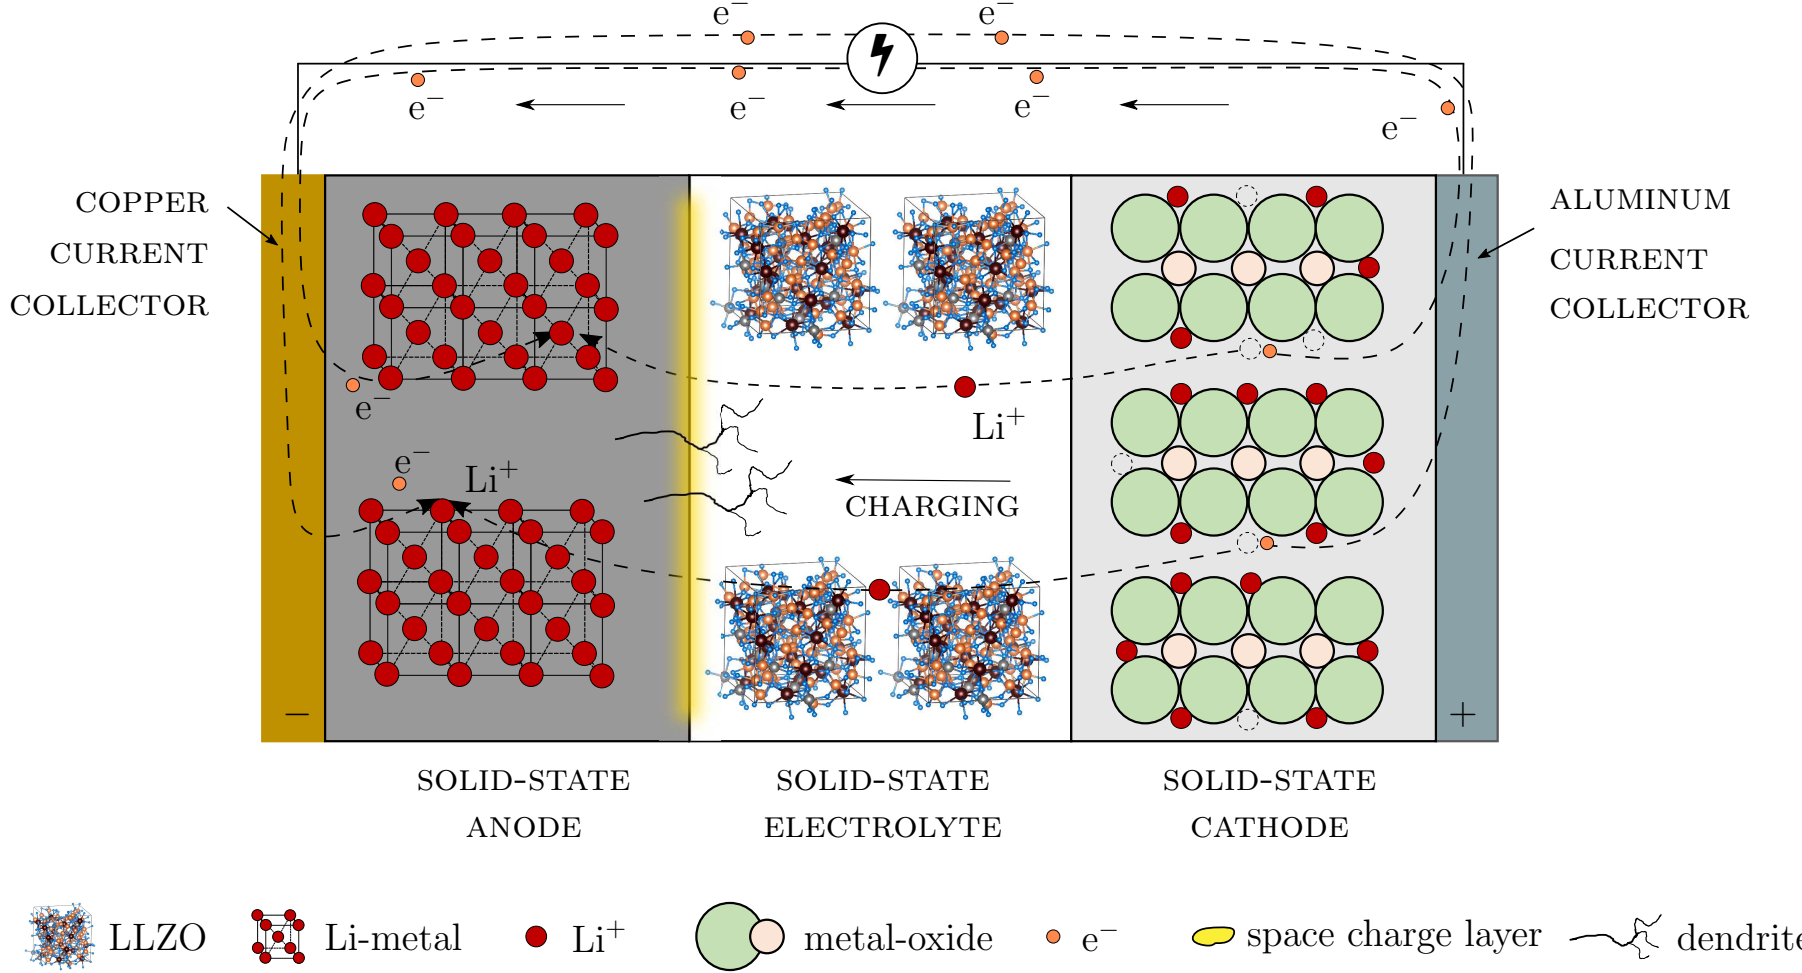 e⁻
e⁻
e⁻
e⁻
e⁻
e⁻
COPPER
CURRENT
COLLECTOR
ALUMINUM
CURRENT
COLLECTOR
e⁻
Li⁺
e⁻
Li⁺
CHARGING
−
+
SOLID-STATE
ANODE
SOLID-STATE
ELECTROLYTE
SOLID-STATE
CATHODE
LLZO
Li-metal
Li⁺
metal-oxide
e⁻
space charge layer
dendrite